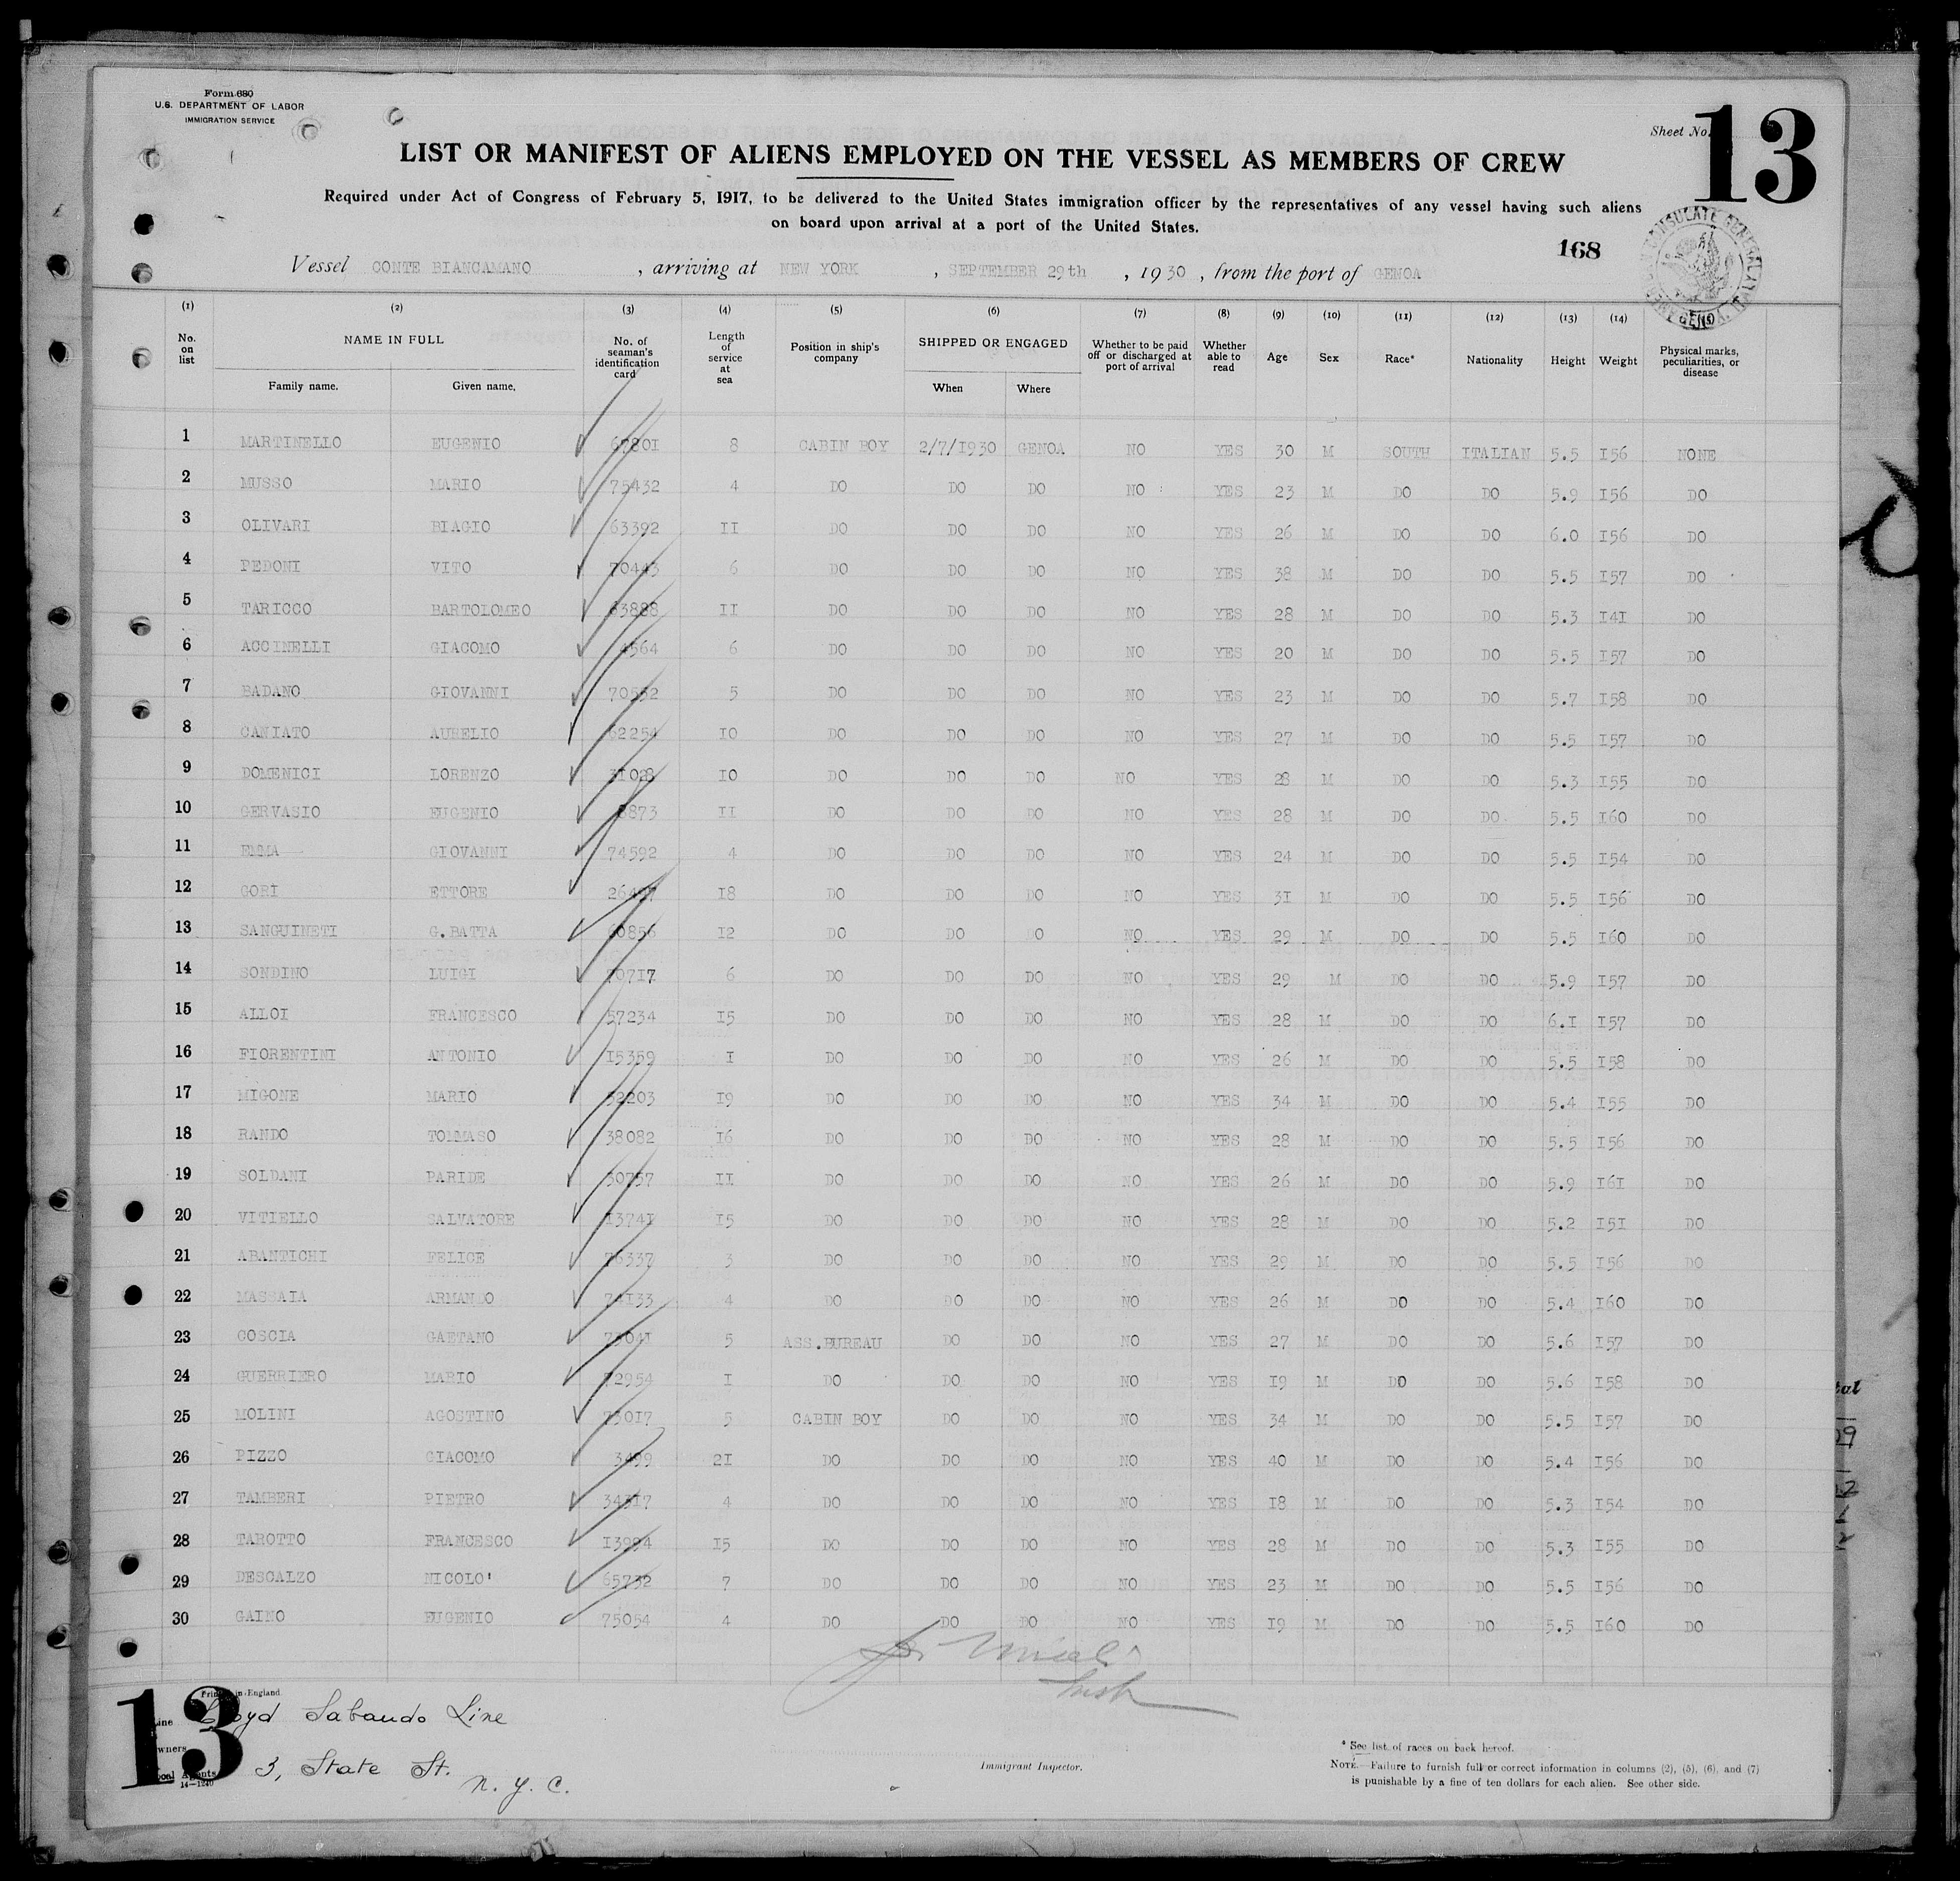 Form 680
U.S. DEPARTMENT OF LABOR
IMMIGRATION SERVICE
Sheet No. 13
LIST OR MANIFEST OF ALIENS EMPLOYED ON THE VESSEL AS MEMBERS OF CREW
Required under Act of Congress of February 5, 1917, to be delivered to the United States immigration officer by the representatives of any vessel having such aliens
on board upon arrival at a port of the United States.
168
Vessel CONTE BIANCAMANO, arriving at NEW YORK, SEPTEMBER 29th, 1930, from the port of GENOA
(1) (2) (3) (4) (5) (6) (7) (8) (9) (10) (11) (12) (13) (14)
No. on list NAME IN FULL Family name. Given name. No. of seaman's identification card Length of service at sea Position in ship's company SHIPPED OR ENGAGED When Where Whether to be paid off or discharged at port of arrival Whether able to read Age Sex Race* Nationality Height Weight Physical marks, peculiarities, or disease
1 MARTINELLO EUGENIO 67801 8 CABIN BOY 2/7/1930 GENOA NO YES 30 M SOUTH ITALIAN 5.5 156 NONE
2 MUSSO MARIO 75432 4 DO DO DO NO YES 23 M DO DO 5.9 156 DO
3 OLIVARI BIAGIO 63392 11 DO DO DO NO YES 26 M DO DO 6.0 156 DO
4 PEDONI VITO 70443 6 DO DO DO NO YES 38 M DO DO 5.5 157 DO
5 TARICCO BARTOLOMEO 63888 11 DO DO DO NO YES 28 M DO DO 5.3 141 DO
6 ACCINELLI GIACOMO 4564 6 DO DO DO NO YES 20 M DO DO 5.5 157 DO
7 BADANO GIOVANNI 70552 5 DO DO DO NO YES 23 M DO DO 5.7 158 DO
8 CANIATO AURELIO 62254 10 DO DO DO NO YES 27 M DO DO 5.5 157 DO
9 DOMENICI LORENZO 31028 10 DO DO DO NO YES 28 M DO DO 5.3 155 DO
10 GERVASIO EUGENIO 11 DO DO DO NO YES 28 M DO DO 5.5 160 DO
11 EMMA GIOVANNI 74592 4 DO DO DO NO YES 24 M DO DO 5.5 154 DO
12 GORI ETTORE 18 DO DO DO NO YES 31 M DO DO 5.5 156 DO
13 SANGUINETI G.BATTA 60856 12 DO DO DO NO YES 29 M DO DO 5.5 160 DO
14 SONDINO LUIGI 70717 6 DO DO DO NO YES 29 M DO DO 5.9 157 DO
15 ALLOI FRANCESCO 57234 15 DO DO DO NO YES 28 M DO DO 6.1 157 DO
16 FIORENTINI ANTONIO 15359 1 DO DO DO NO YES 26 M DO DO 5.5 158 DO
17 MIGONE MARIO 52203 19 DO DO DO NO YES 34 M DO DO 5.4 155 DO
18 RANDO TOMMASO 38082 16 DO DO DO NO YES 28 M DO DO 5.5 156 DO
19 SOLDANI PARIDE 30757 11 DO DO DO NO YES 26 M DO DO 5.9 161 DO
20 VITIELLO SALVATORE 13741 15 DO DO DO NO YES 28 M DO DO 5.2 151 DO
21 ABANTICHI FELICE 76337 3 DO DO DO NO YES 29 M DO DO 5.5 156 DO
22 MASSAIA ARMANDO 74133 4 DO DO DO NO YES 26 M DO DO 5.4 160 DO
23 COSCIA GAETANO 73041 5 ASS.BUREAU DO DO NO YES 27 M DO DO 5.6 157 DO
24 GUERRIERO MARIO 72954 1 DO DO DO NO YES 19 M DO DO 5.6 158 DO
25 MOLINI AGOSTINO 73017 5 CABIN BOY DO DO NO YES 34 M DO DO 5.5 157 DO
26 PIZZO GIACOMO 3499 21 DO DO DO NO YES 40 M DO DO 5.4 156 DO
27 TAMBERI PIETRO 34317 4 DO DO DO NO YES 18 M DO DO 5.3 154 DO
28 TAROTTO FRANCESCO 13994 15 DO DO DO NO YES 28 M DO DO 5.3 155 DO
29 DESCALZO NICOLO' 65732 7 DO DO DO NO YES 23 M DO DO 5.5 156 DO
30 GAINO EUGENIO 75054 4 DO DO DO NO YES 19 M DO DO 5.5 160 DO
Printed in England
13
Line Lloyd Sabaudo Line
Owners
Local Agents 3, State St.
N. Y. C.
14-1240
Immigrant Inspector.
* See list of races on back hereof.
NOTE.—Failure to furnish full or correct information in columns (2), (5), (6), and (7)
is punishable by a fine of ten dollars for each alien. See other side.